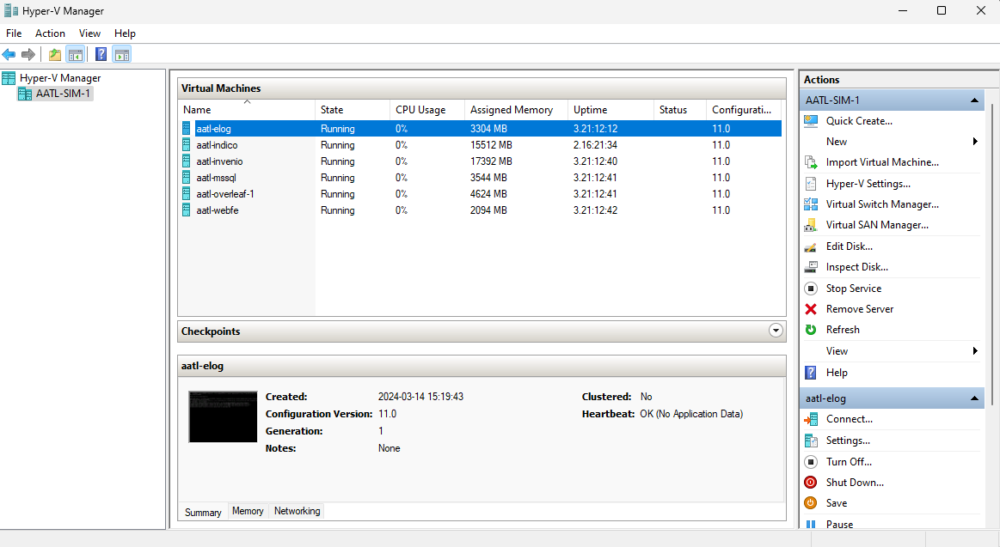 Hyper-V Manager
File Action View Help
Hyper-V Manager
AATL-SIM-1
Virtual Machines
Name State CPU Usage Assigned Memory Uptime Status Configurati...
aatl-elog Running 0% 3304 MB 3.21:12:12 11.0
aatl-indico Running 0% 15512 MB 2.16:21:34 11.0
aatl-invenio Running 0% 17392 MB 3.21:12:40 11.0
aatl-mssql Running 0% 3544 MB 3.21:12:41 11.0
aatl-overleaf-1 Running 0% 4624 MB 3.21:12:41 11.0
aatl-webfe Running 0% 2094 MB 3.21:12:42 11.0
Checkpoints
aatl-elog
Created: 2024-03-14 15:19:43 Clustered: No
Configuration Version: 11.0 Heartbeat: OK (No Application Data)
Generation: 1
Notes: None
Summary Memory Networking
Actions
AATL-SIM-1
Quick Create...
New
Import Virtual Machine...
Hyper-V Settings...
Virtual Switch Manager...
Virtual SAN Manager...
Edit Disk...
Inspect Disk...
Stop Service
Remove Server
Refresh
View
Help
aatl-elog
Connect...
Settings...
Turn Off...
Shut Down...
Save
Pause